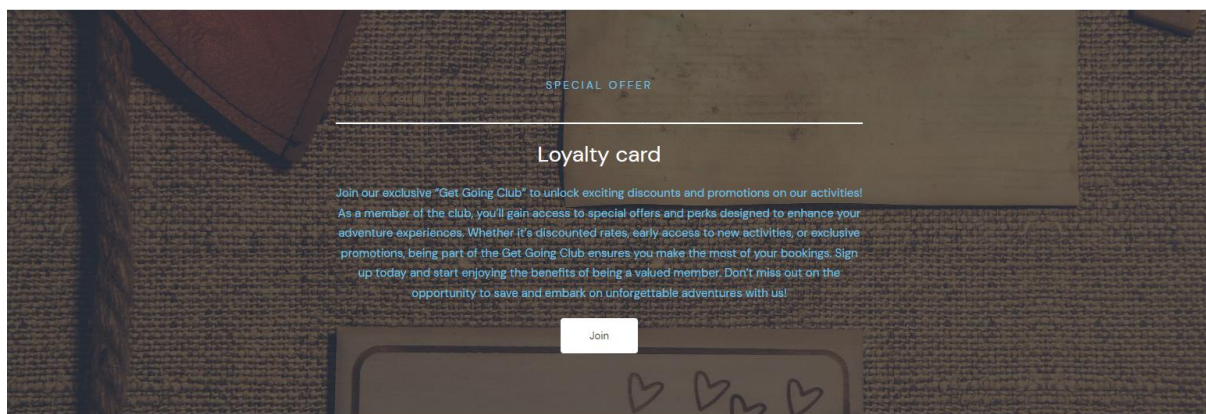 SPECIAL OFFER
Loyalty card
Join our exclusive "Get Going Club" to unlock exciting discounts and promotions on our activities!
As a member of the club, you'll gain access to special offers and perks designed to enhance your
adventure experiences. Whether it's discounted rates, early access to new activities, or exclusive
promotions, being part of the Get Going Club ensures you make the most of your bookings. Sign
up today and start enjoying the benefits of being a valued member. Don't miss out on the
opportunity to save and embark on unforgettable adventures with us!
Join